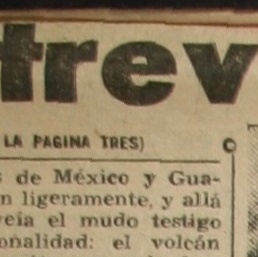 trev
LA PAGINA TRES)
s de México y Gua-
n ligeramente, y allá
veía el mudo testigo
onalidad: el volcán